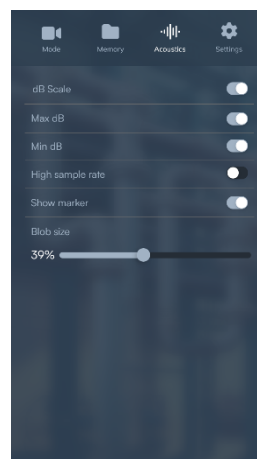 Mode Memory Acoustics Settings
dB Scale
Max dB
Min dB
High sample rate
Show marker
Blob size
39%